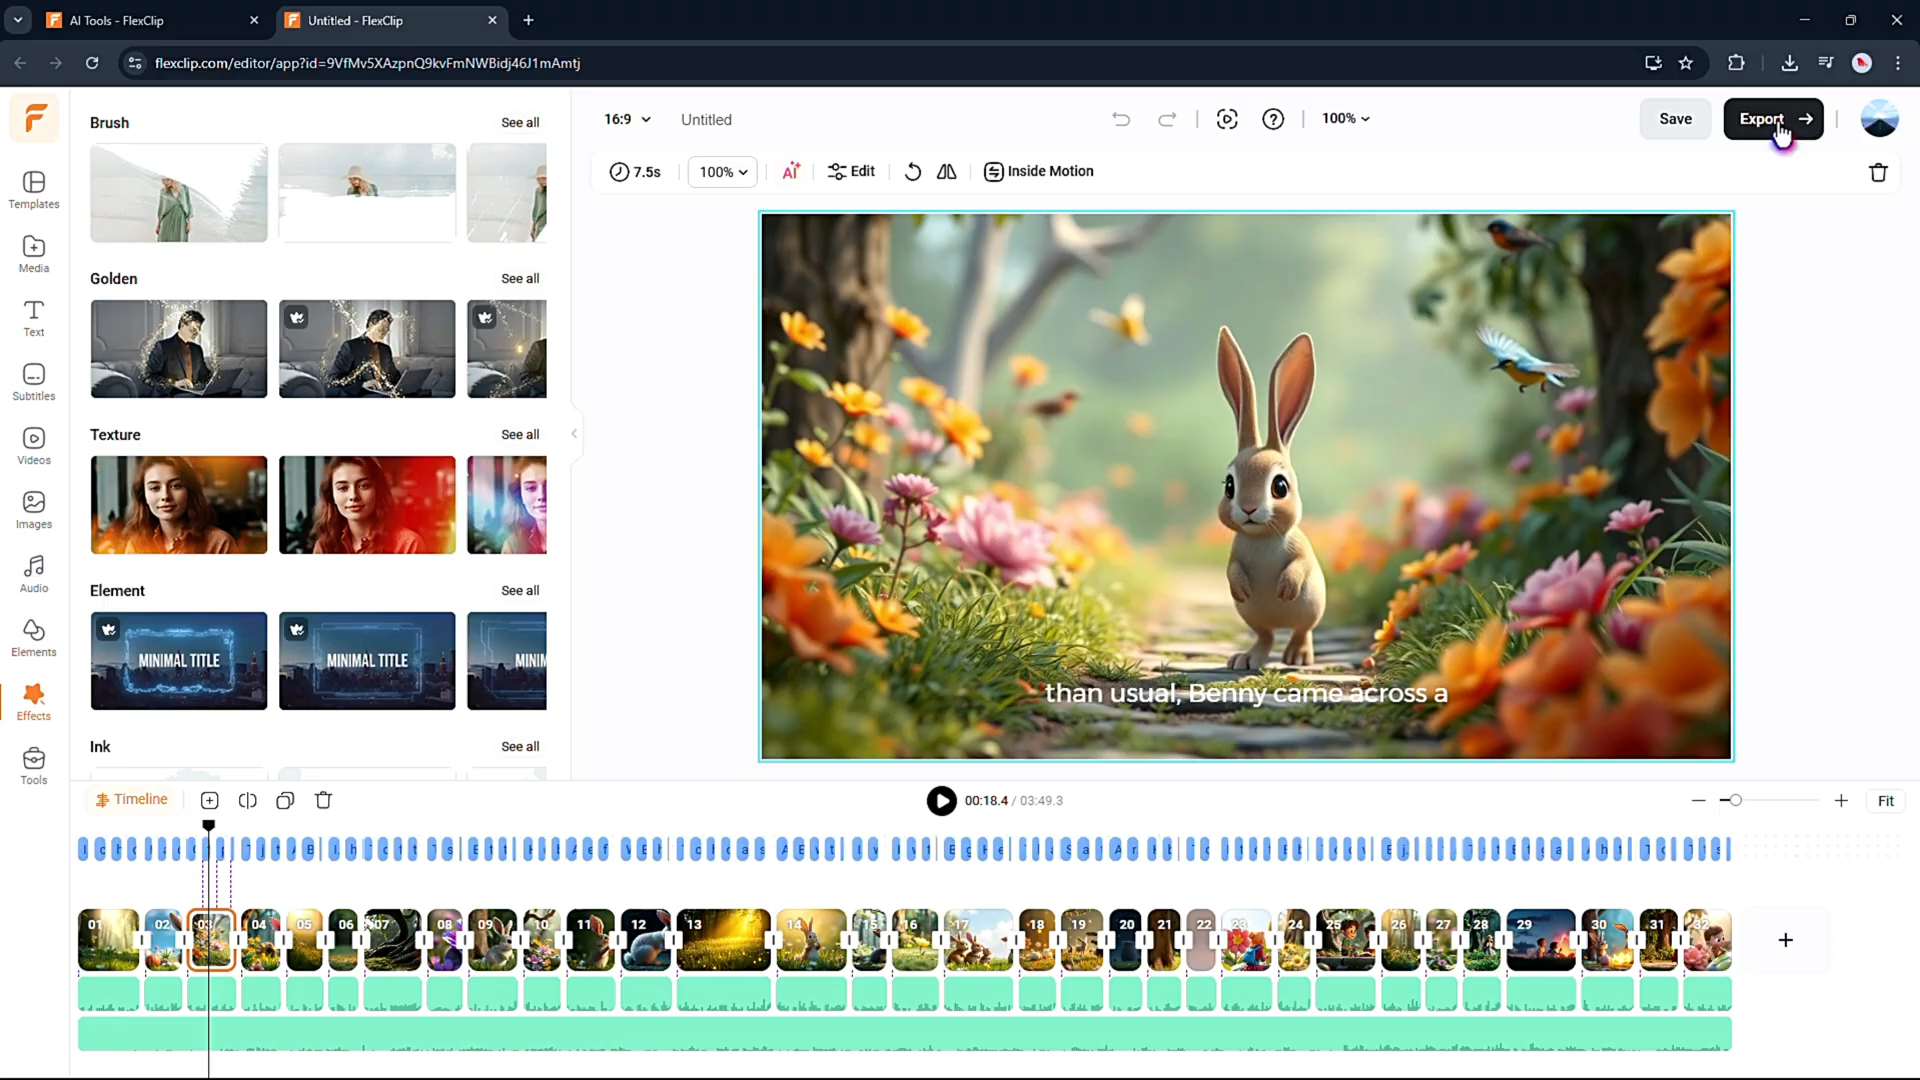 AI Tools - FlexClip
Untitled - FlexClip
flexclip.com/editor/app?id=9VfMv5XAzpnQ9kvFmNWBidj46J1mAmtj
Templates
Media
Text
Subtitles
Videos
Images
Audio
Elements
Effects
Tools
Brush See all
Golden See all
Texture See all
Element See all
MINIMAL TITLE MINIMAL TITLE MINIM
Ink See all
16:9 Untitled 100% Save Export
7.5s 100% AI Edit Inside Motion
than usual, Benny came across a
Timeline 00:18.4 / 03:49.3 Fit
01 02 03 04 05 06 07 08 09 10 11 12 13 14 15 16 17 18 19 20 21 22 23 24 25 26 27 28 29 30 31 32